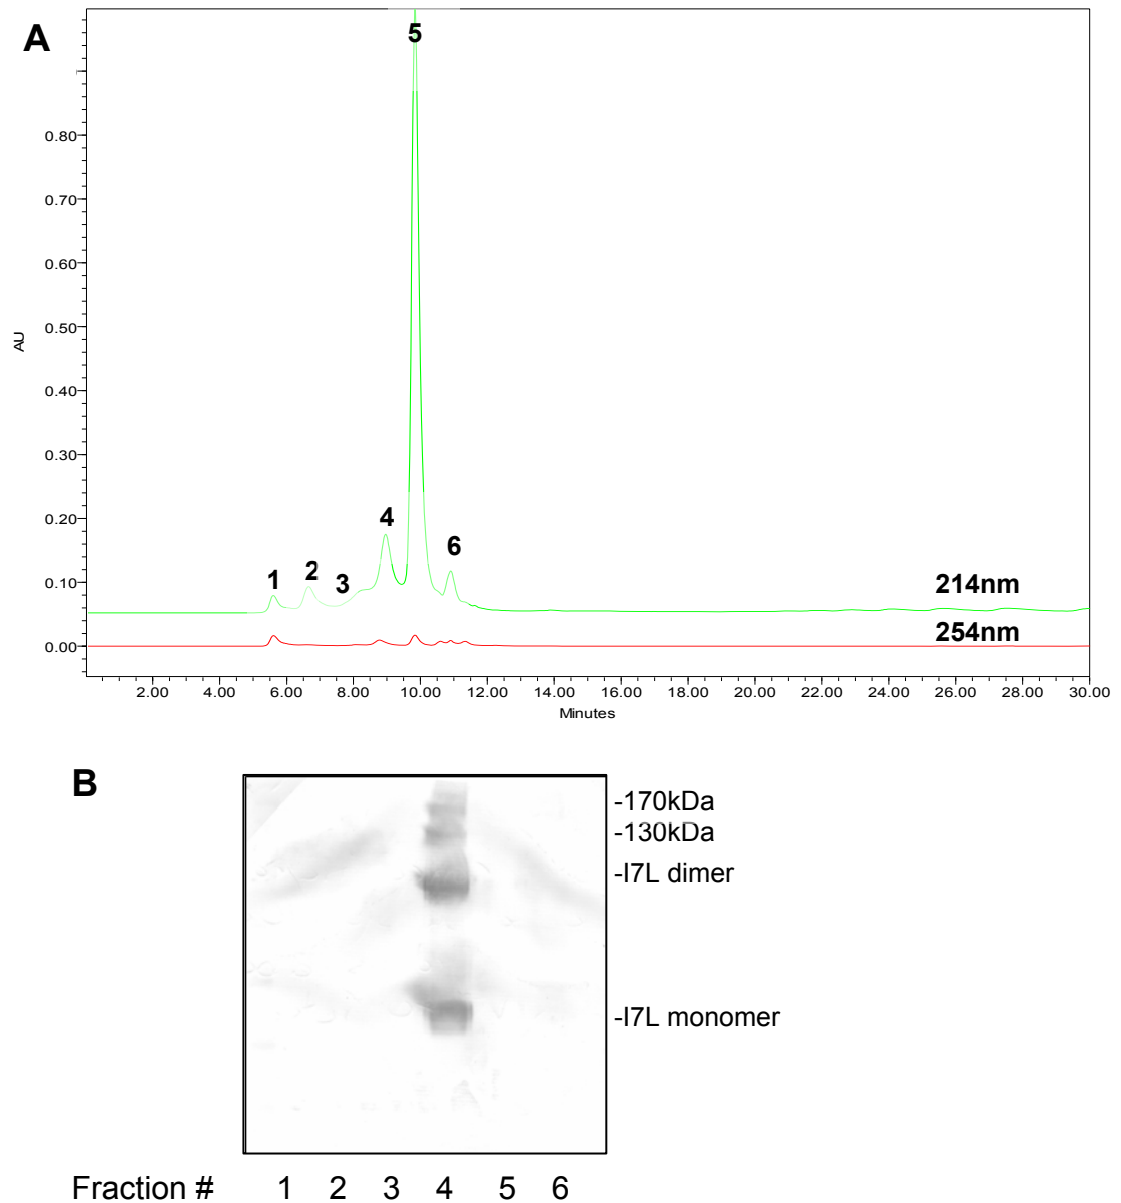 A
5
0.80
0.70
0.60
0.50
AU
0.40
0.30
0.20
4
6
1 2 3
0.10
214nm
254nm
0.00
2.00 4.00 6.00 8.00 10.00 12.00 14.00 16.00 18.00 20.00 22.00 24.00 26.00 28.00 30.00
Minutes
B
-170kDa
-130kDa
-I7L dimer
-I7L monomer
Fraction # 1 2 3 4 5 6